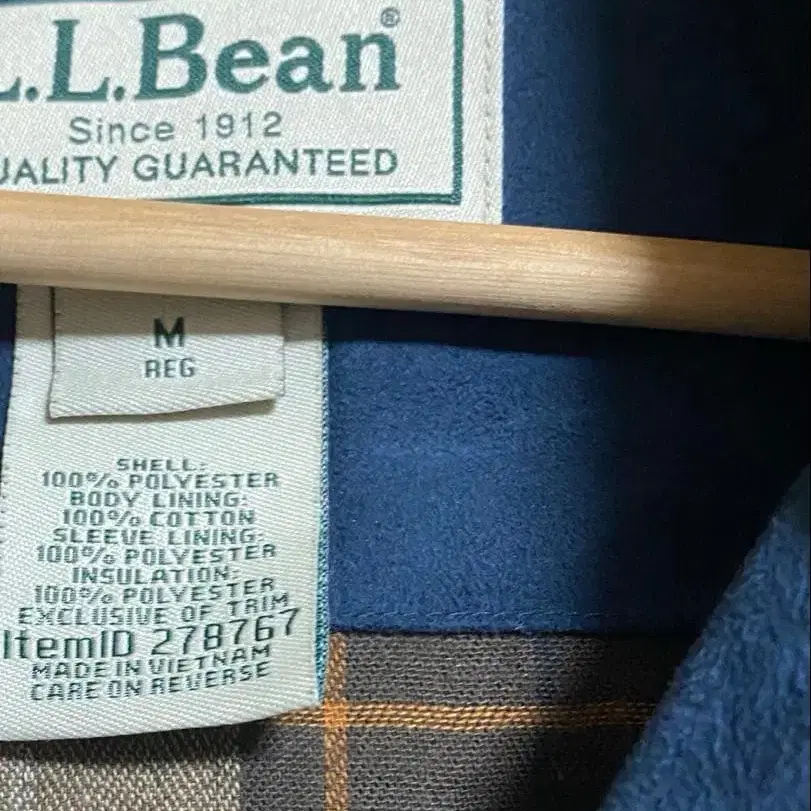 L.L.Bean®
Since 1912
QUALITY GUARANTEED
M
REG
SHELL:
100% POLYESTER
BODY LINING:
100% COTTON
SLEEVE LINING:
100% POLYESTER
INSULATION:
100% POLYESTER
EXCLUSIVE OF TRIM
ItemID 278767
MADE IN VIETNAM
CARE ON REVERSE